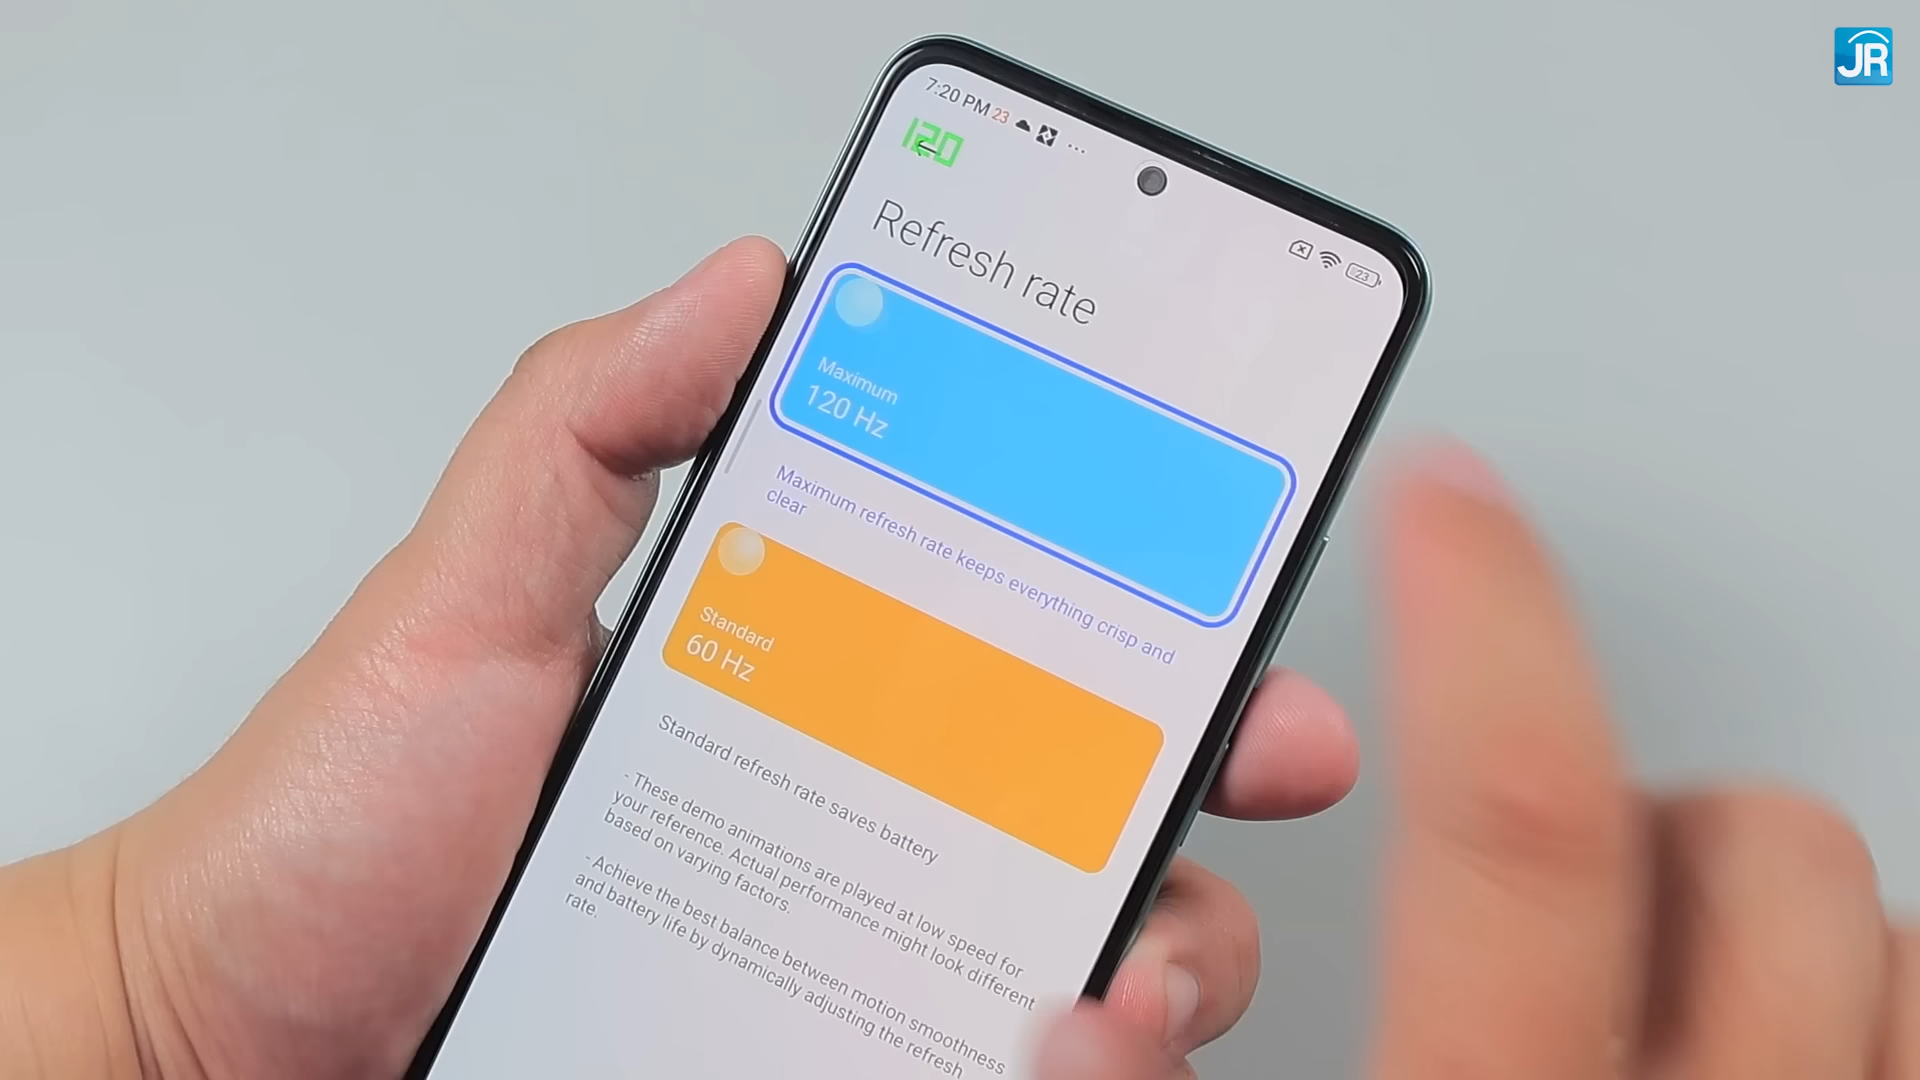 JR
7:20 PM 23 ...
120
23
Refresh rate
Maximum
120 Hz
Maximum refresh rate keeps everything crisp and
clear
Standard
60 Hz
Standard refresh rate saves battery
- These demo animations are played at low speed for
your reference. Actual performance might look different
based on varying factors.
- Achieve the best balance between motion smoothness
and battery life by dynamically adjusting the refresh
rate.